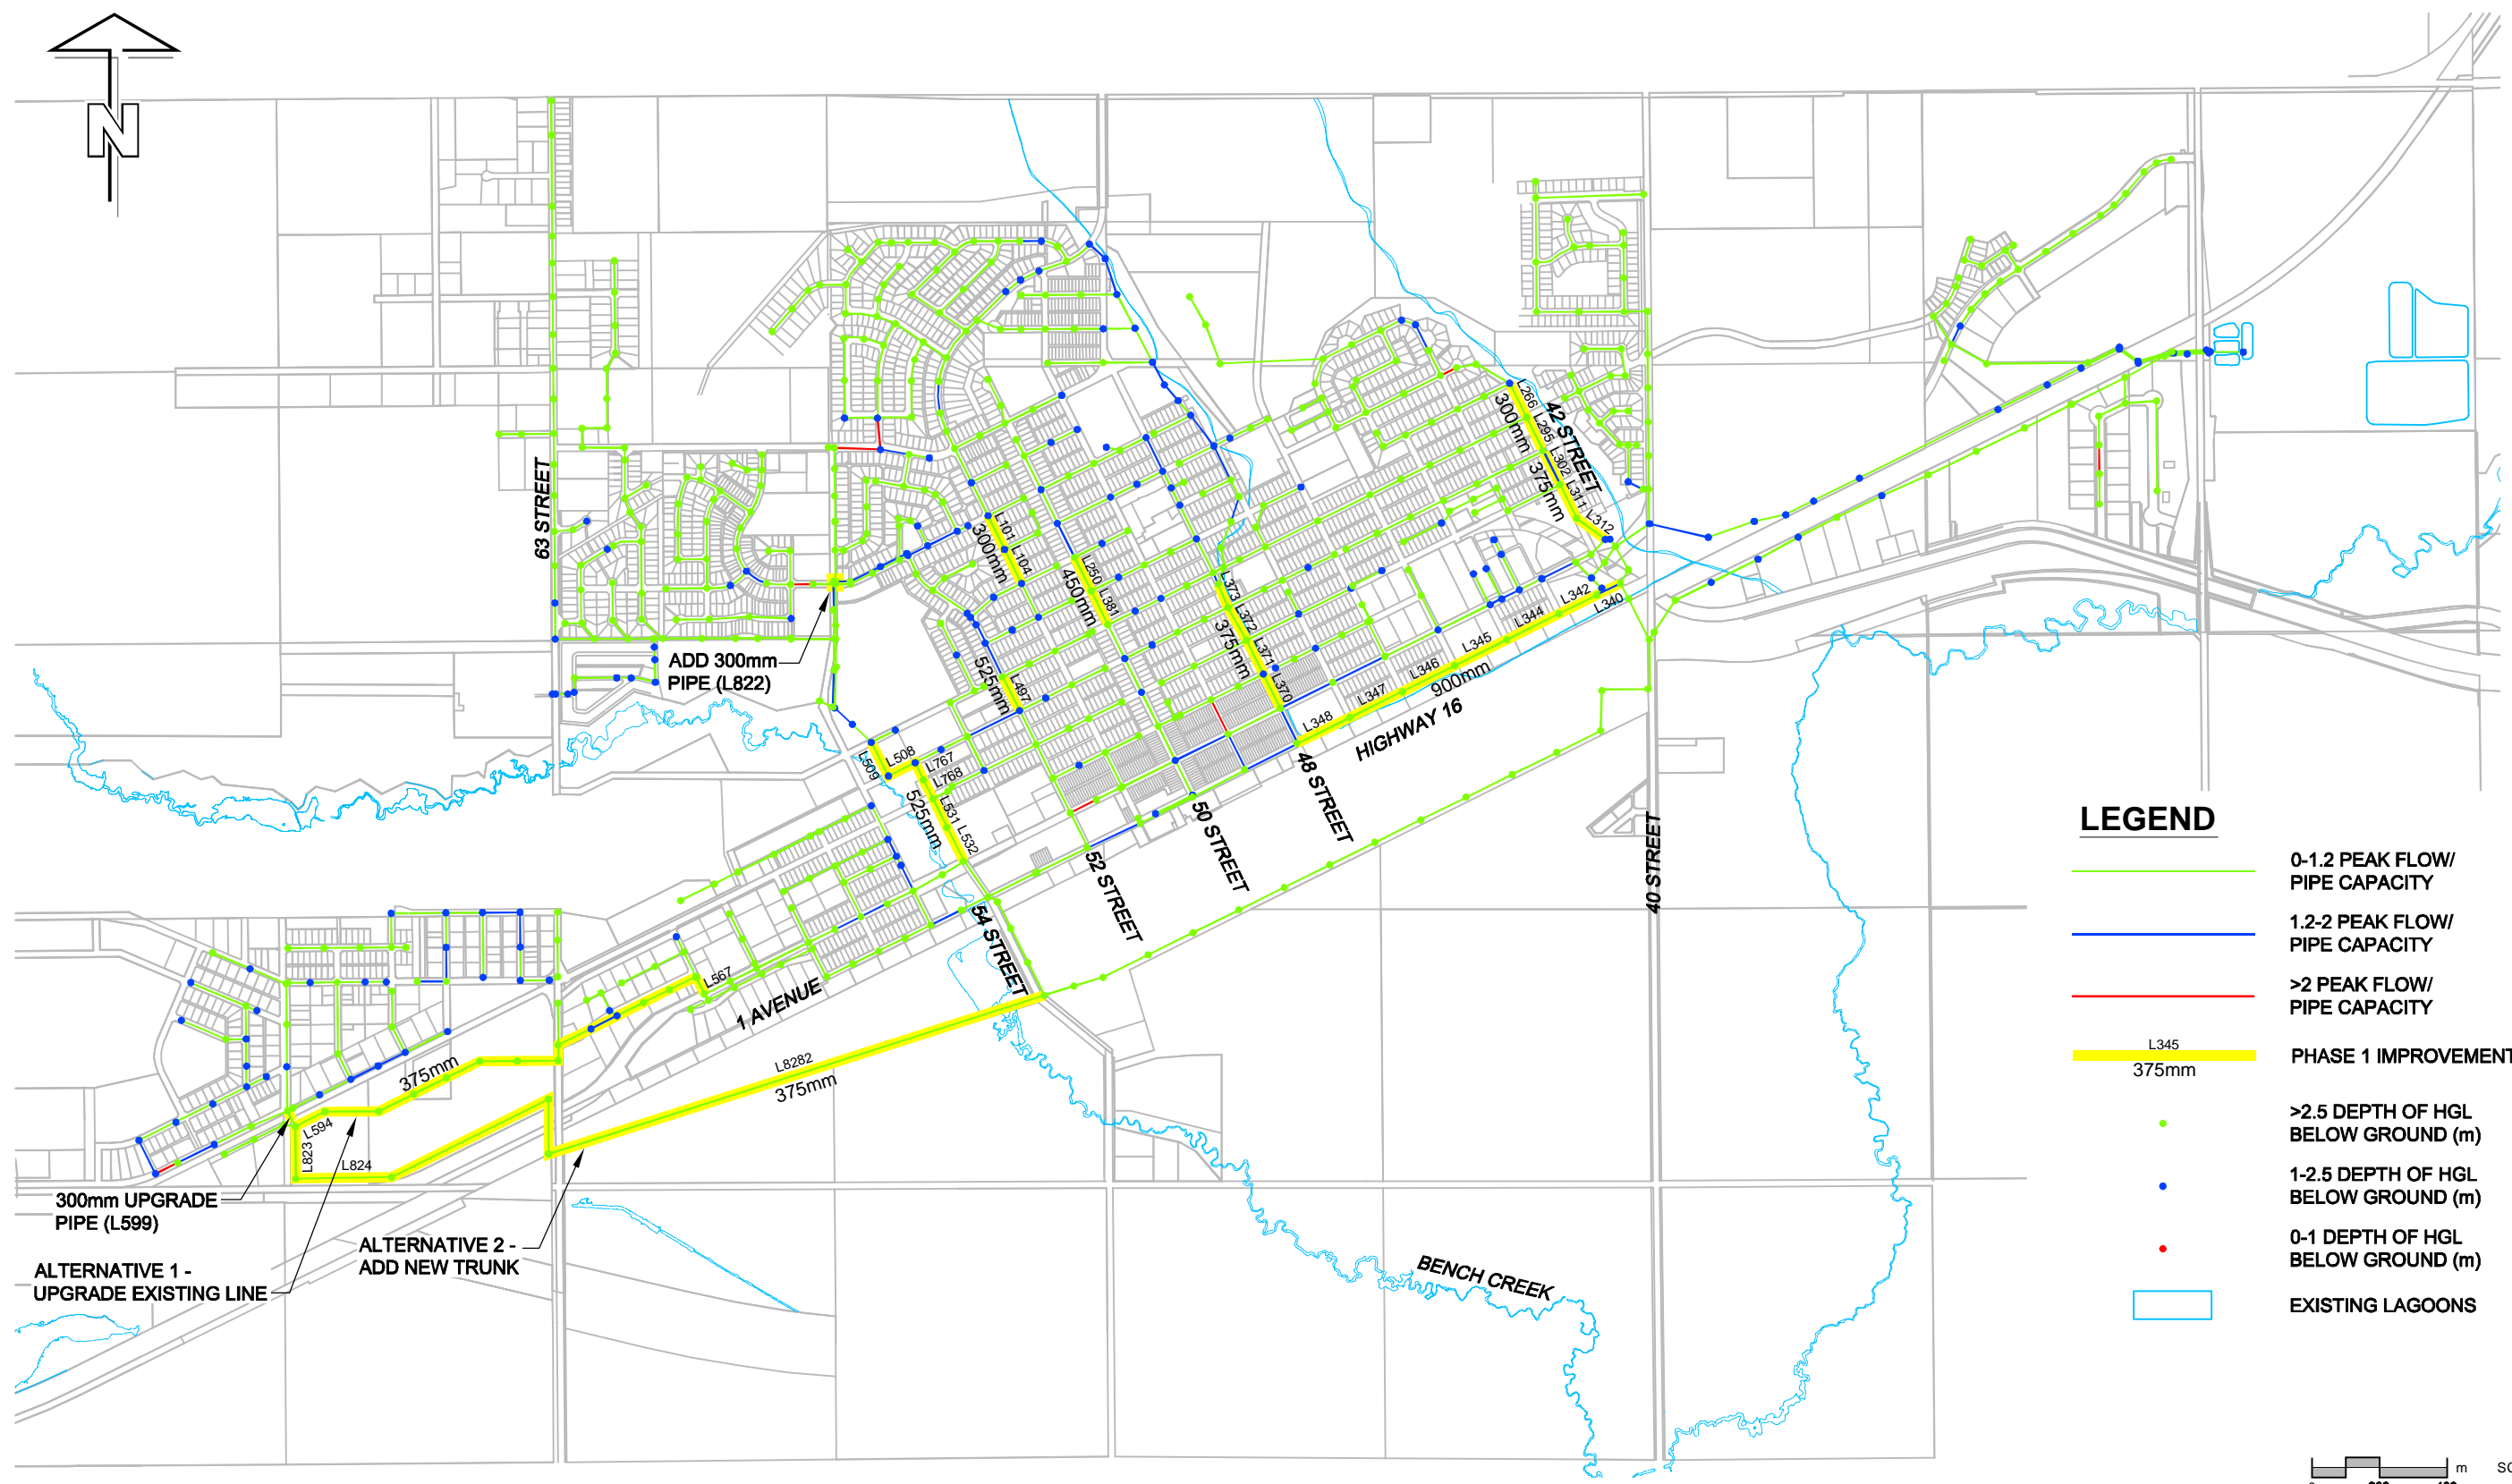 N
63 STREET
42 STREET
L266
L295
300mm
L302
375mm
L311
L312
L101
300mm
L104
L250
450mm
L381
L373
L372
375mm
L371
L370
L342
L340
L344
L345
L346
L347
L348
900mm
HIGHWAY 16
ADD 300mm
PIPE (L822)
L497
525mm
L508
L509
L767
L768
525mm
L531
L532
48 STREET
50 STREET
52 STREET
54 STREET
40 STREET
L567
1 AVENUE
L8282
375mm
375mm
L594
L823
L824
300mm UPGRADE
PIPE (L599)
ALTERNATIVE 1 -
UPGRADE EXISTING LINE
ALTERNATIVE 2 -
ADD NEW TRUNK
BENCH CREEK
LEGEND
0-1.2 PEAK FLOW/
PIPE CAPACITY
1.2-2 PEAK FLOW/
PIPE CAPACITY
>2 PEAK FLOW/
PIPE CAPACITY
L345
375mm
PHASE 1 IMPROVEMENT
>2.5 DEPTH OF HGL
BELOW GROUND (m)
1-2.5 DEPTH OF HGL
BELOW GROUND (m)
0-1 DEPTH OF HGL
BELOW GROUND (m)
EXISTING LAGOONS
m